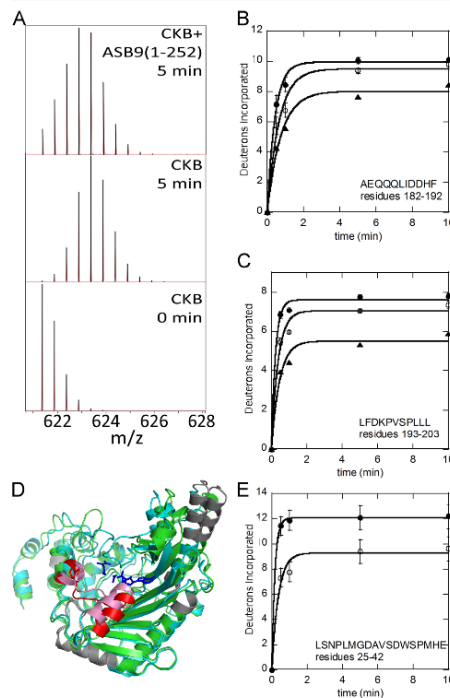 A
CKB+
ASB9(1-252)
5 min
CKB
5 min
CKB
0 min
622 624 626 628
m/z
B
Deuterons Incorporated
12
10
8
6
4
2
0
AEQQQLIDDHF
residues 182-192
0 2 4 6 8 10
time (min)
C
Deuterons Incorporated
8
6
4
2
0
LFDKPVSPLLL
residues 193-203
0 2 4 6 8 10
time (min)
D
E
Deuterons Incorporated
14
12
10
8
6
4
2
0
LSNPLMGDAVSDWSPMHE
residues 25-42
0 2 4 6 8 10
time (min)